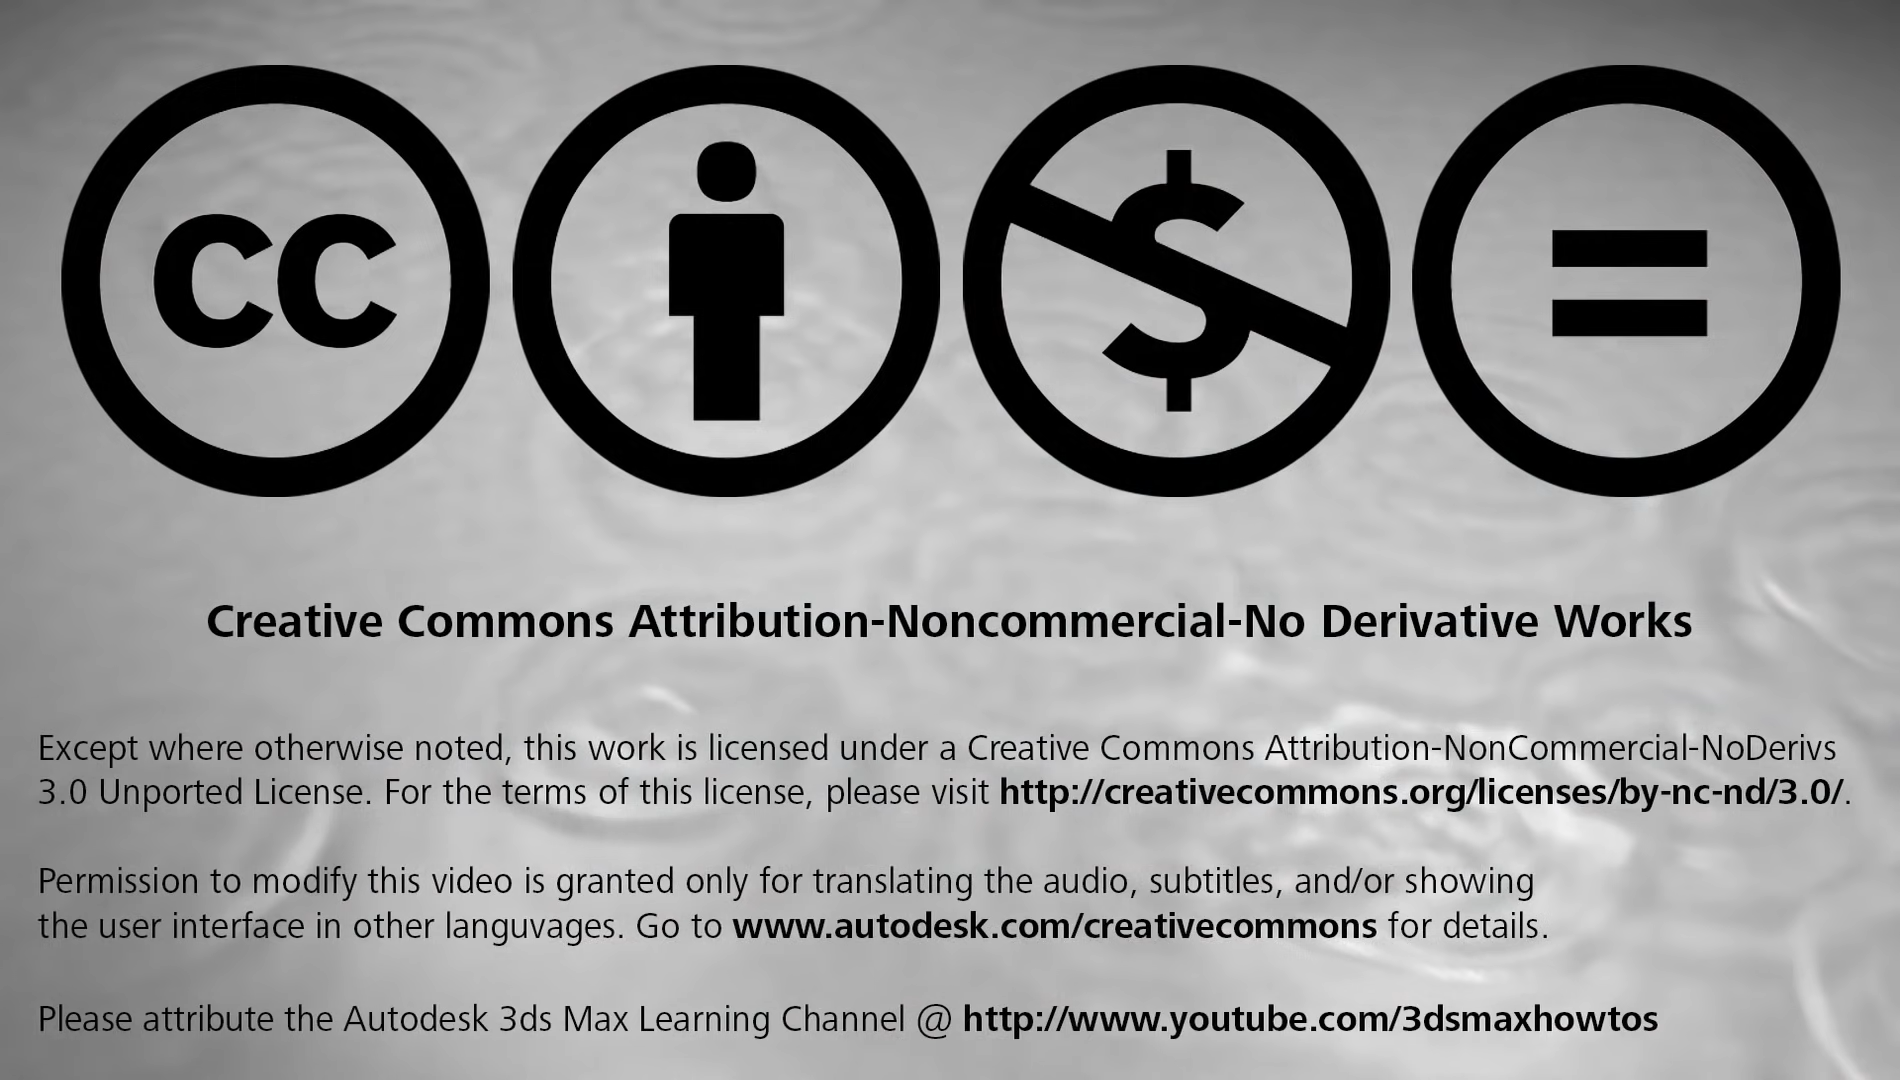 cc $ =
Creative Commons Attribution-Noncommercial-No Derivative Works
Except where otherwise noted, this work is licensed under a Creative Commons Attribution-NonCommercial-NoDerivs
3.0 Unported License. For the terms of this license, please visit http://creativecommons.org/licenses/by-nc-nd/3.0/.
Permission to modify this video is granted only for translating the audio, subtitles, and/or showing
the user interface in other languvages. Go to www.autodesk.com/creativecommons for details.
Please attribute the Autodesk 3ds Max Learning Channel @ http://www.youtube.com/3dsmaxhowtos